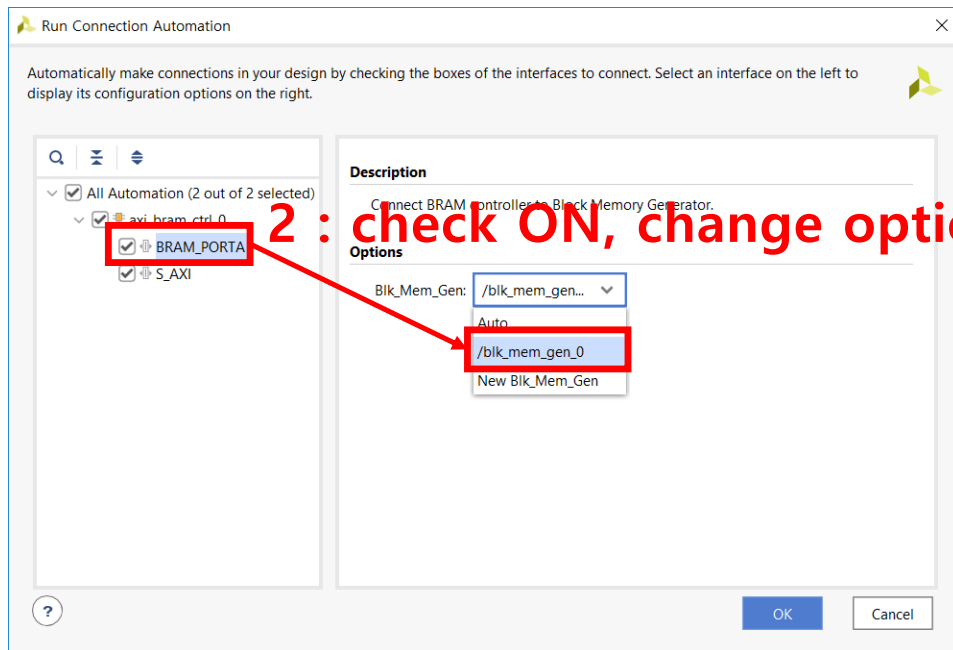 Run Connection Automation
Automatically make connections in your design by checking the boxes of the interfaces to connect. Select an interface on the left to
display its configuration options on the right.
All Automation (2 out of 2 selected)
axi_bram_ctrl_0
BRAM_PORTA
S_AXI
Description
Connect BRAM controller to Block Memory Generator.
2 : check ON, change optio
Options
Blk_Mem_Gen: /blk_mem_gen...
Auto
/blk_mem_gen_0
New Blk_Mem_Gen
?
OK
Cancel